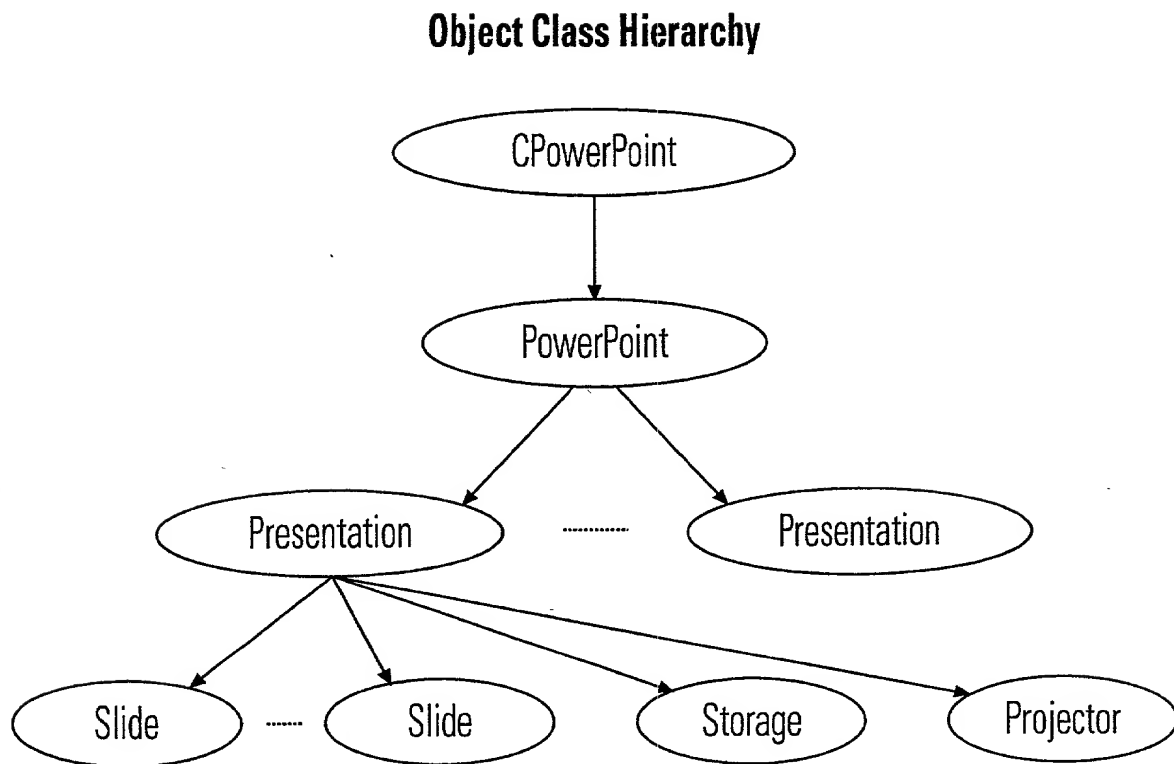 Object Class Hierarchy
CPowerPoint
PowerPoint
Presentation
Presentation
Slide
Slide
Storage
Projector